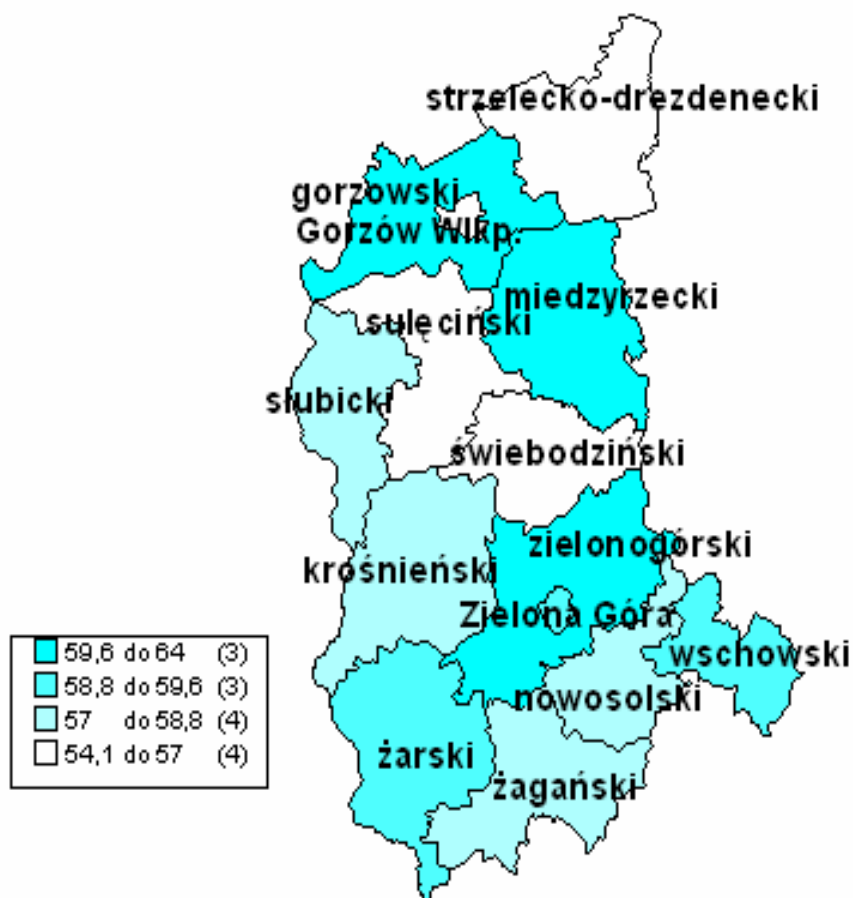 strzelecko-drezdenecki
gorzowski
Gorzów Wlkp.
miedzyrzecki
sulęciński
słubicki
świebodziński
zielonogórski
krośnieński
Zielona Góra
wschowski
nowosolski
żarski
żagański
59,6 do 64 (3)
58,8 do 59,6 (3)
57 do 58,8 (4)
54,1 do 57 (4)